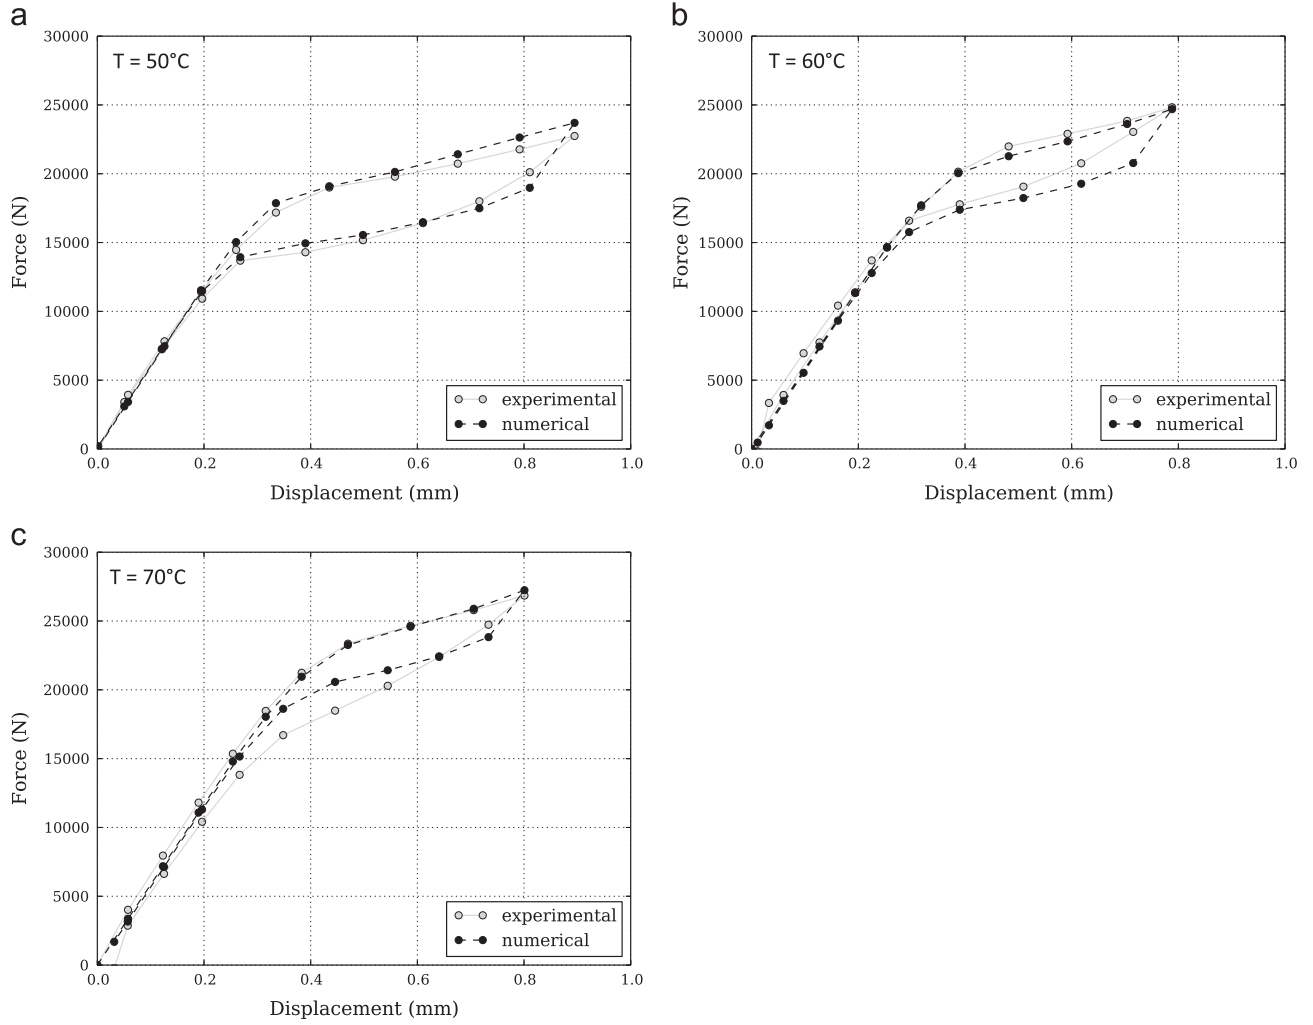 a
T = 50°C
30000
25000
20000
15000
10000
5000
0
0.0 0.2 0.4 0.6 0.8 1.0
Force (N)
Displacement (mm)
experimental
numerical
b
T = 60°C
30000
25000
20000
15000
10000
5000
0
0.0 0.2 0.4 0.6 0.8 1.0
Force (N)
Displacement (mm)
experimental
numerical
c
T = 70°C
30000
25000
20000
15000
10000
5000
0
0.0 0.2 0.4 0.6 0.8 1.0
Force (N)
Displacement (mm)
experimental
numerical